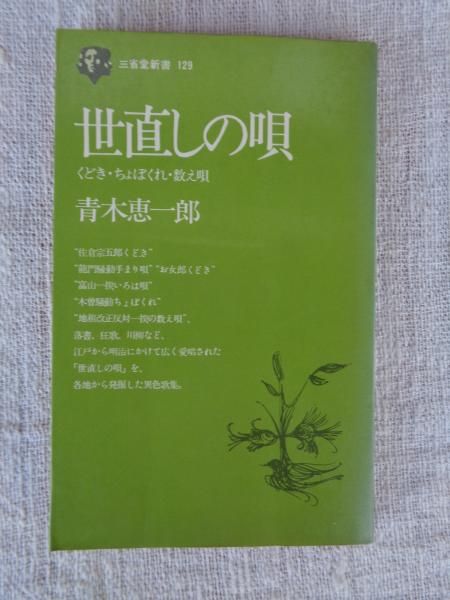 三省堂新書 129
世直しの唄
くどき・ちょぼくれ・数え唄
青木恵一郎
“佐倉宗五郎くどき”
“龍門騒動手まり唄”“お女郎くどき”
“富山一揆いろは唄”
“木曽騒動ちょぼくれ”
“地租改正反対一揆の数え唄”、
落書、狂歌、川柳など、
江戸から明治にかけて広く愛唱された
「世直しの唄」を、
各地から発掘した異色歌集。